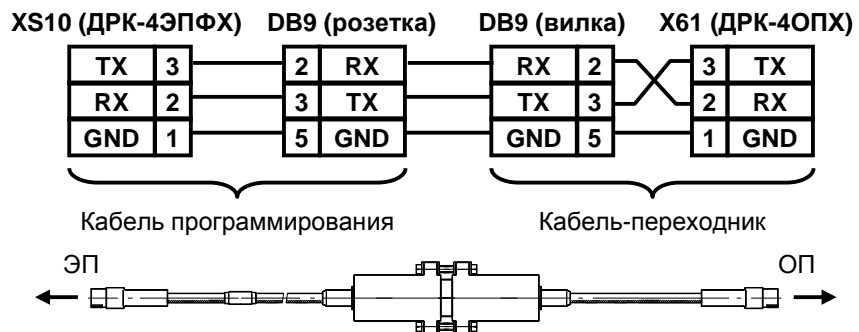 XS10 (ДРК-4ЭПФХ) DB9 (розетка) DB9 (вилка) X61 (ДРК-4ОПХ)
TX 3 2 RX RX 2 3 TX
RX 2 3 TX TX 3 2 RX
GND 1 5 GND GND 5 1 GND
Кабель программирования Кабель-переходник
ЭП ОП